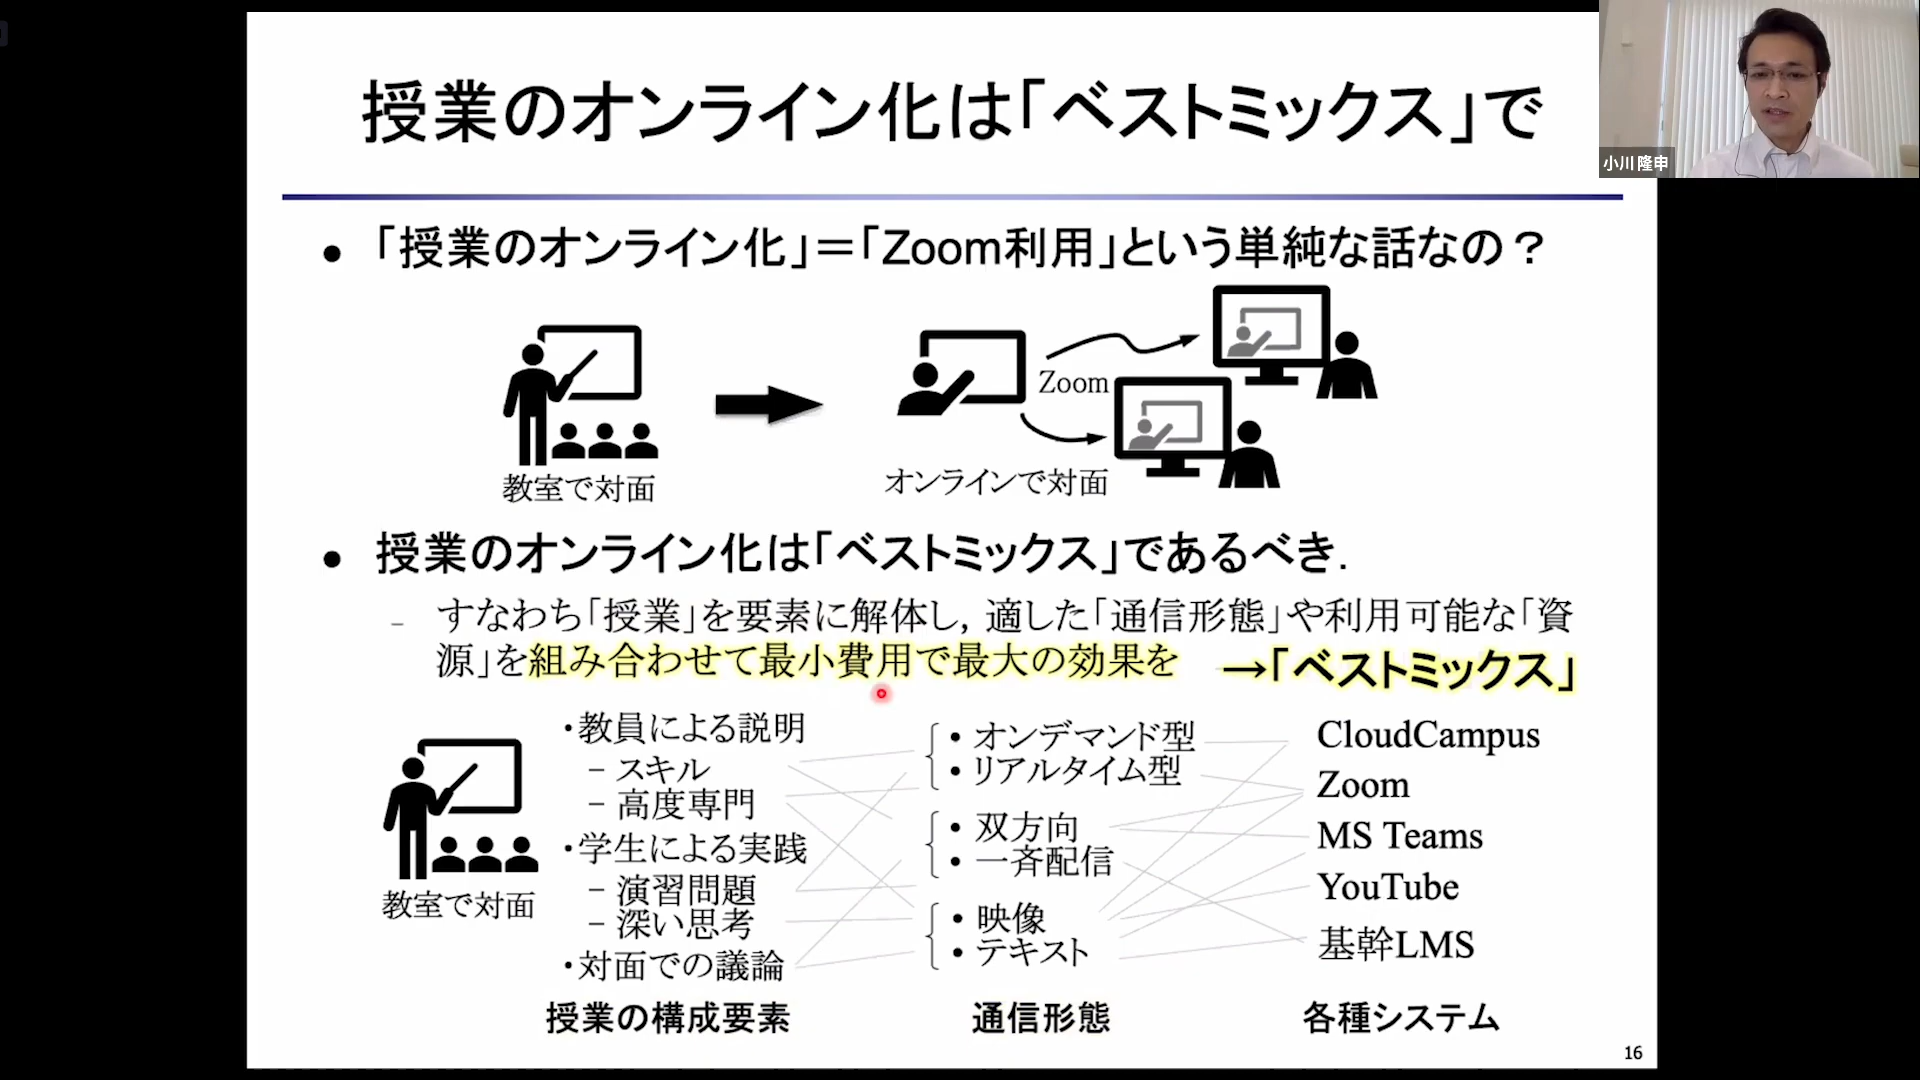 授業のオンライン化は「ベストミックス」で
小川 隆申
• 「授業のオンライン化」＝「Zoom利用」という単純な話なの？
Zoom
教室で対面
オンラインで対面
• 授業のオンライン化は「ベストミックス」であるべき．
– すなわち「授業」を要素に解体し，適した「通信形態」や利用可能な「資
源」を組み合わせて最小費用で最大の効果を →「ベストミックス」
教室で対面
・教員による説明
– スキル
– 高度専門
・学生による実践
– 演習問題
– 深い思考
・対面での議論
授業の構成要素
• オンデマンド型
• リアルタイム型
• 双方向
• 一斉配信
• 映像
• テキスト
通信形態
CloudCampus
Zoom
MS Teams
YouTube
基幹LMS
各種システム
16